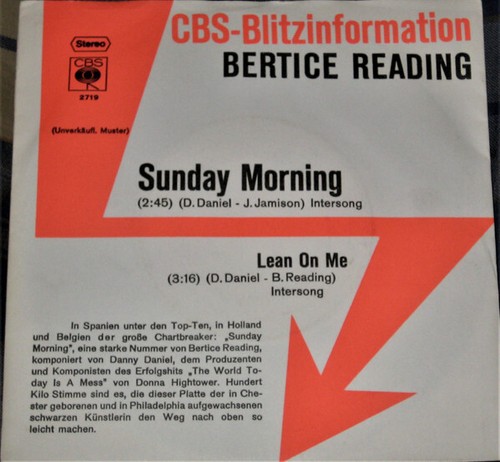 CBS-Blitzinformation
BERTICE READING
Stereo
CBS
2719
(Unverkäufl. Muster)
Sunday Morning
(2:45) (D. Daniel - J. Jamison) Intersong
Lean On Me
(3:16) (D. Daniel - B. Reading)
Intersong
In Spanien unter den Top-Ten, in Holland
und Belgien der große Chartbreaker: „Sunday
Morning", eine starke Nummer von Bertice Reading,
komponiert von Danny Daniel, dem Produzenten
und Komponisten des Erfolgshits „The World To-
day Is A Mess" von Donna Hightower. Hundert
Kilo Stimme sind es, die dieser Platte der in Che-
ster geborenen und in Philadelphia aufgewachsenen
schwarzen Künstlerin den Weg nach oben so
leicht machen.